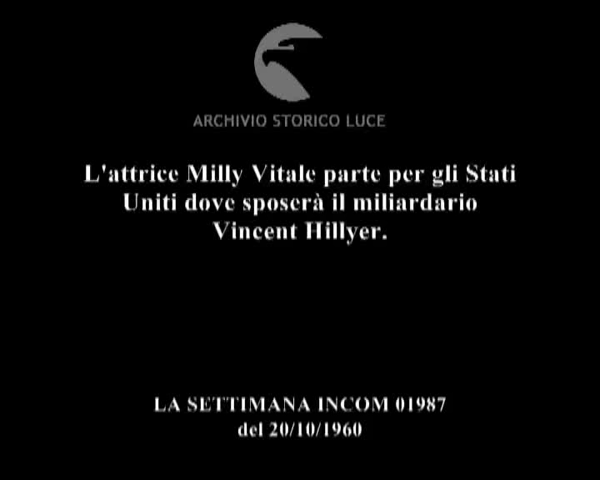 ARCHIVIO STORICO LUCE
L'attrice Milly Vitale parte per gli Stati
Uniti dove sposerà il miliardario
Vincent Hillyer.
LA SETTIMANA INCOM 01987
del 20/10/1960